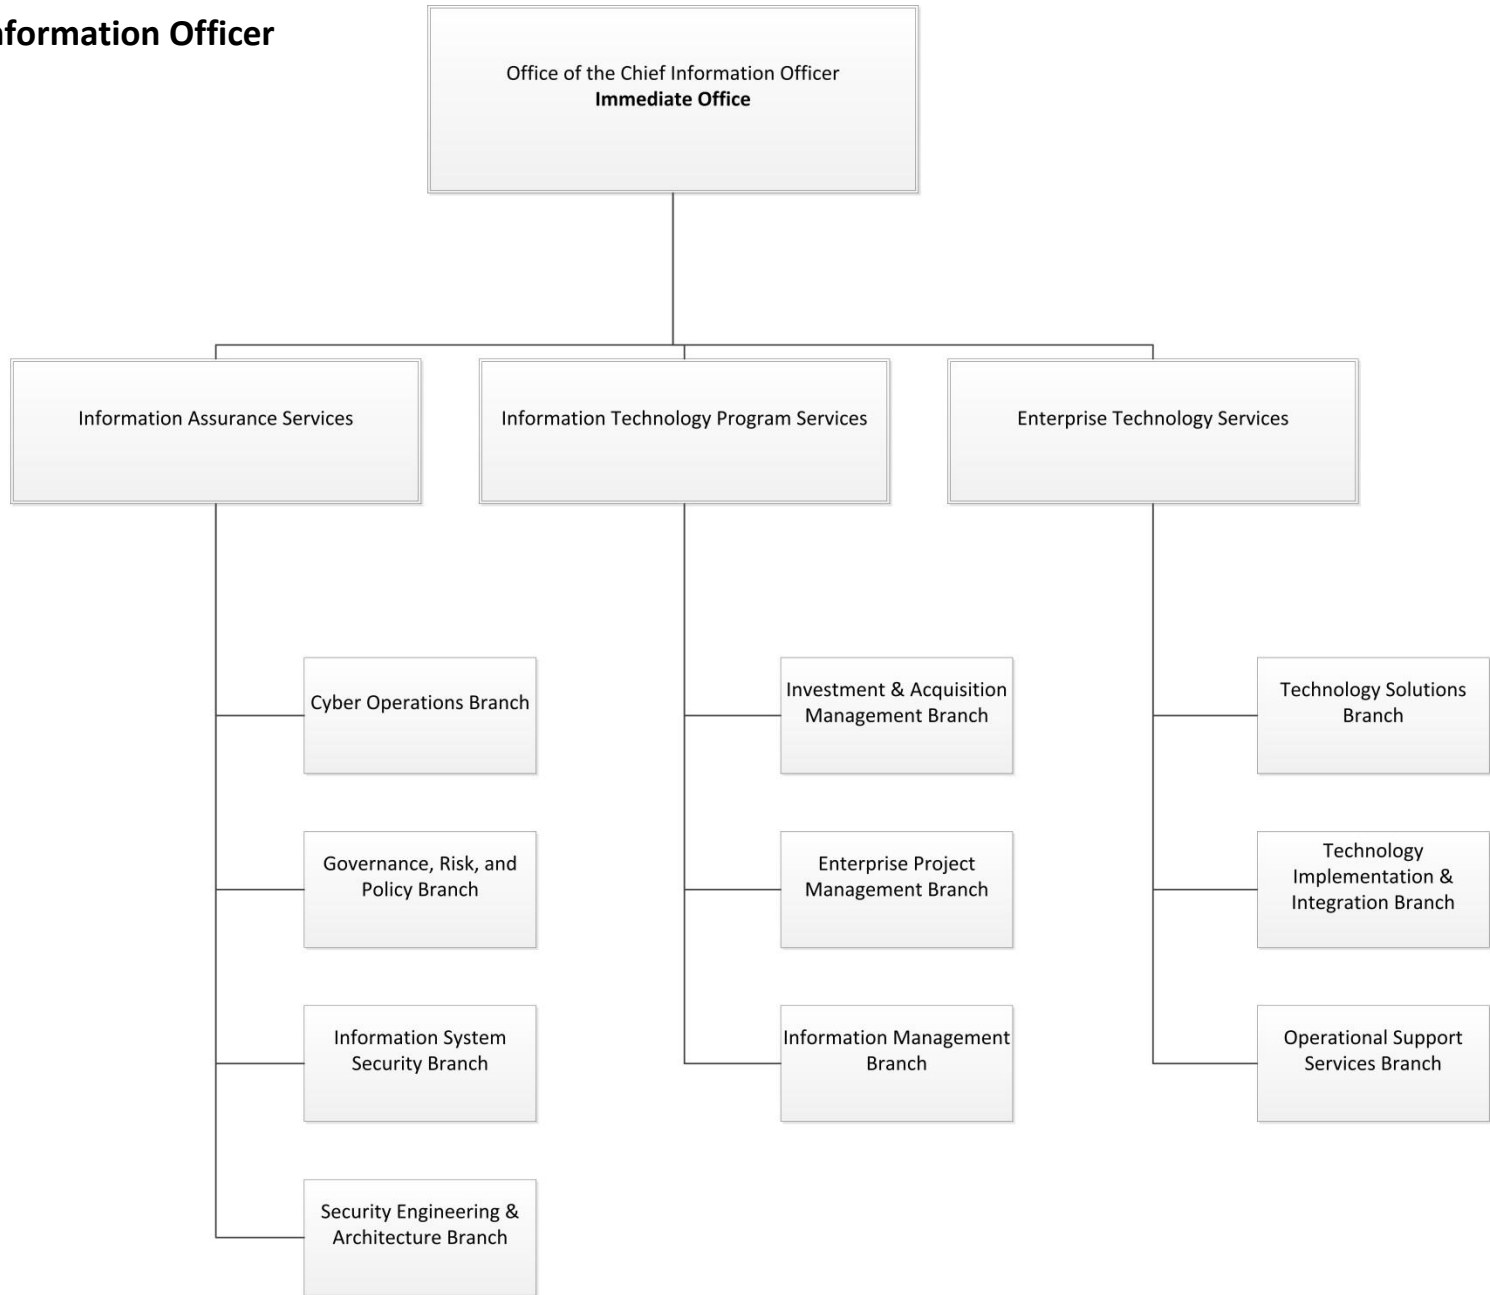 nformation Officer
Office of the Chief Information Officer
Immediate Office
Information Assurance Services
Information Technology Program Services
Enterprise Technology Services
Cyber Operations Branch
Investment & Acquisition
Management Branch
Technology Solutions
Branch
Governance, Risk, and
Policy Branch
Enterprise Project
Management Branch
Technology
Implementation &
Integration Branch
Information System
Security Branch
Information Management
Branch
Operational Support
Services Branch
Security Engineering &
Architecture Branch